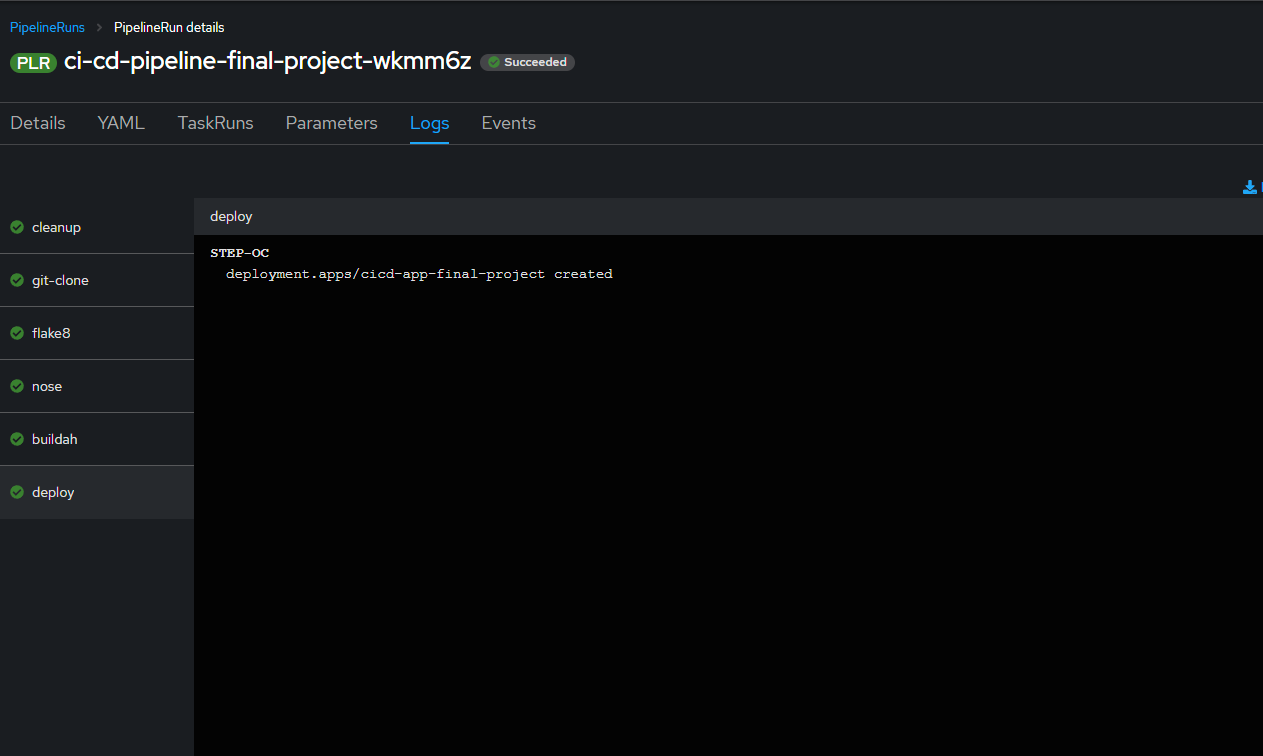 PipelineRuns > PipelineRun details
PLR ci-cd-pipeline-final-project-wkmm6z Succeeded
Details YAML TaskRuns Parameters Logs Events
cleanup
git-clone
flake8
nose
buildah
deploy
deploy
STEP-OC
deployment.apps/cicd-app-final-project created